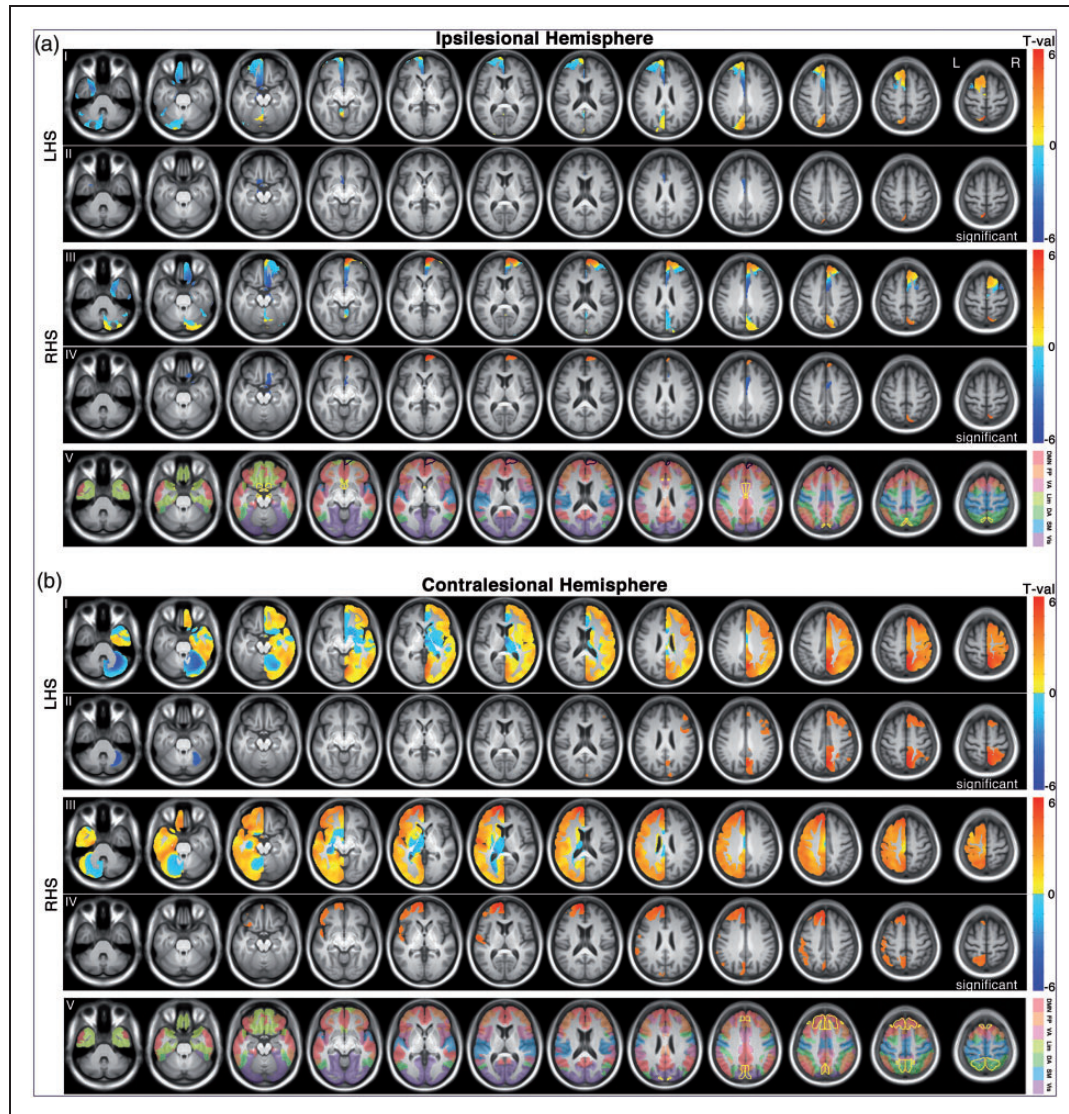 (a)
Ipsilesional Hemisphere
T-val
I
L
R
6
LHS
0
II
significant
-6
III
6
RHS
0
IV
significant
-6
V
DMN
FP
VA
Lim
DA
SM
Vis
(b)
Contralesional Hemisphere
T-val
I
6
LHS
0
II
significant
-6
III
6
RHS
0
IV
significant
-6
V
DMN
FP
VA
Lim
DA
SM
Vis